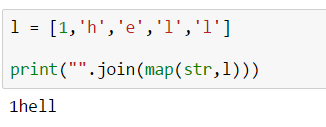 l = [1,'h','e','l','l']
print("".join(map(str,l)))
1hell